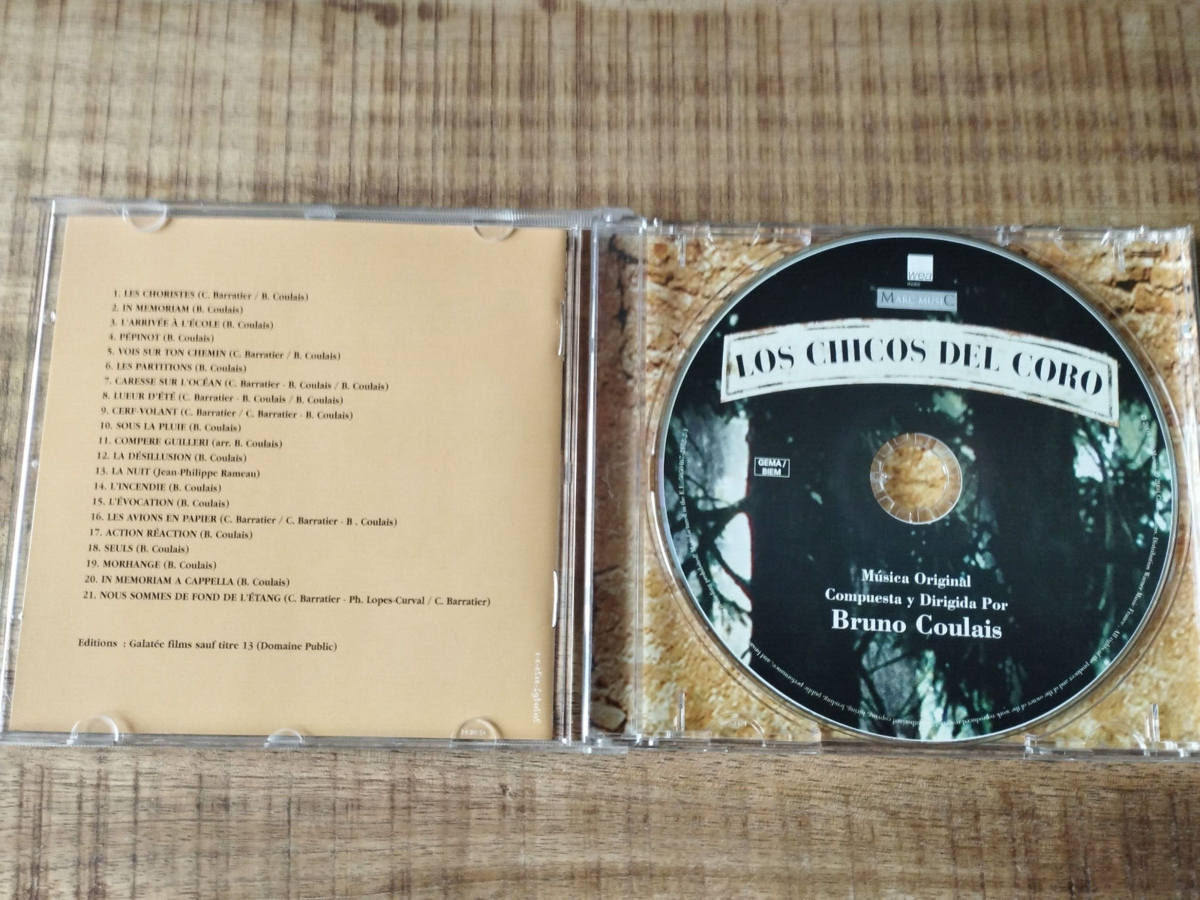 1. LES CHORISTES (C. Barratier / B. Coulais)
2. IN MEMORIAM (B. Coulais)
3. L'ARRIVÉE À L'ÉCOLE (B. Coulais)
4. PÉPINOT (B. Coulais)
5. VOIS SUR TON CHEMIN (C. Barratier / B. Coulais)
6. LES PARTITIONS (B. Coulais)
7. CARESSE SUR L'OCÉAN (C. Barratier - B. Coulais / B. Coulais)
8. LUEUR D'ÉTÉ (C. Barratier - B. Coulais / B. Coulais)
9. CERF-VOLANT (C. Barratier / C. Barratier - B. Coulais)
10. SOUS LA PLUIE (B. Coulais)
11. COMPERE GUILLERI (arr. B. Coulais)
12. LA DÉSILLUSION (B. Coulais)
13. LA NUIT (Jean-Philippe Rameau)
14. L'INCENDIE (B. Coulais)
15. L'ÉVOCATION (B. Coulais)
16. LES AVIONS EN PAPIER (C. Barratier / C. Barratier - B . Coulais)
17. ACTION RÉACTION (B. Coulais)
18. SEULS (B. Coulais)
19. MORHANGE (B. Coulais)
20. IN MEMORIAM A CAPPELLA (B. Coulais)
21. NOUS SOMMES DE FOND DE L'ÉTANG (C. Barratier - Ph. Lopes-Curval / C. Barratier)
Editions : Galatée films sauf titre 13 (Domaine Public)
wea
MARC MUSIC
LOS CHICOS DEL CORO
GEMA/
BIEM
Música Original
Compuesta y Dirigida Por
Bruno Coulais